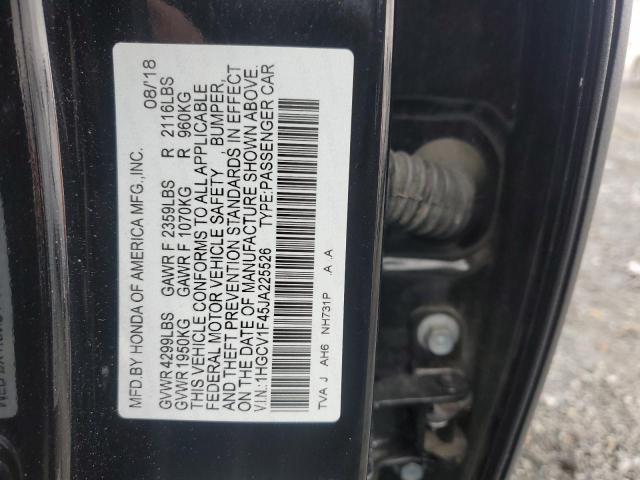 MFD.BY HONDA OF AMERICA MFG.,INC. 08/'18
GVWR 4299LBS GAWR F 2359LBS R 2116LBS
GVWR 1950KG GAWR F 1070KG R 960KG
THIS VEHICLE CONFORMS TO ALL APPLICABLE
FEDERAL MOTOR VEHICLE SAFETY, BUMPER,
AND THEFT PREVENTION STANDARDS IN EFFECT
ON THE DATE OF MANUFACTURE SHOWN ABOVE.
V.I.N.:1HGCV1F45JA225526 TYPE:PASSENGER CAR
TVA J AH6 NH731P .A .A